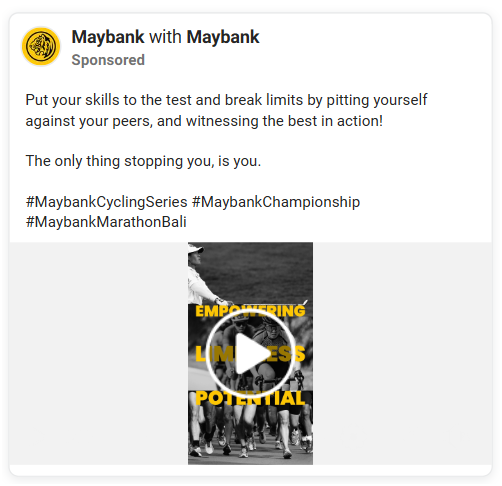 Maybank with Maybank
Sponsored
Put your skills to the test and break limits by pitting yourself
against your peers, and witnessing the best in action!
The only thing stopping you, is you.
#MaybankCyclingSeries #MaybankChampionship
#MaybankMarathonBali
EMPOWERING
LIMITLESS
POTENTIAL